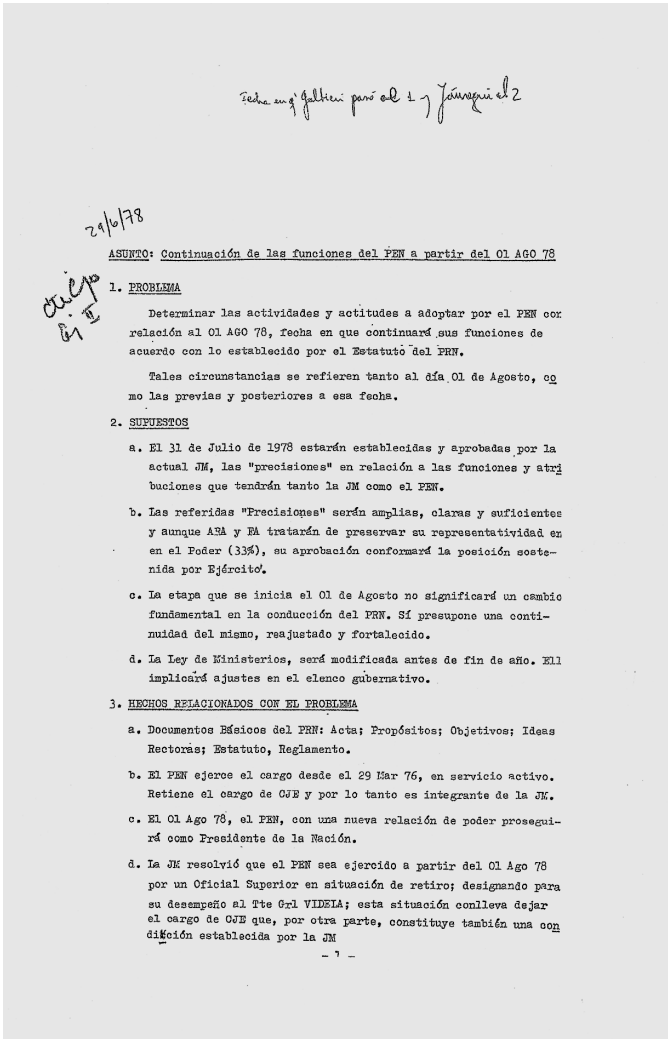 Fecha en q' Galtieri pasó al 1 y Jáuregui al 2
29/6/78
ASUNTO: Continuación de las funciones del PEN a partir del 01 AGO 78
1. PROBLEMA
Determinar las actividades y actitudes a adoptar por el PEN con
relación al 01 AGO 78, fecha en que continuará sus funciones de
acuerdo con lo establecido por el Estatuto del PRN.
Tales circunstancias se refieren tanto al día 01 de Agosto, co
mo las previas y posteriores a esa fecha.
2. SUPUESTOS
a. El 31 de Julio de 1978 estarán establecidas y aprobadas por la
actual JM, las "precisiones" en relación a las funciones y atri
buciones que tendrán tanto la JM como el PEN.
b. Las referidas "Precisiones" serán amplias, claras y suficientes
y aunque ARA y FA tratarán de preservar su representatividad en
en el Poder (33%), su aprobación conformará la posición soste-
nida por Ejército.
c. La etapa que se inicia el 01 de Agosto no significará un cambio
fundamental en la conducción del PRN. Sí presupone una conti-
nuidad del mismo, reajustado y fortalecido.
d. La Ley de Ministerios, será modificada antes de fin de año. Ell
implicará ajustes en el elenco gubernativo.
3. HECHOS RELACIONADOS CON EL PROBLEMA
a. Documentos Básicos del PRN: Acta; Propósitos; Objetivos; Ideas
Rectoras; Estatuto, Reglamento.
b. El PEN ejerce el cargo desde el 29 Mar 76, en servicio activo.
Retiene el cargo de CJE y por lo tanto es integrante de la JM.
c. El 01 Ago 78, el PEN, con una nueva relación de poder prosegui-
rá como Presidente de la Nación.
d. La JM resolvió que el PEN sea ejercido a partir del 01 Ago 78
por un Oficial Superior en situación de retiro; designando para
su desempeño al Tte Grl VIDELA; esta situación conlleva dejar
el cargo de CJE que, por otra parte, constituye también una con
dición establecida por la JM
- 1 -